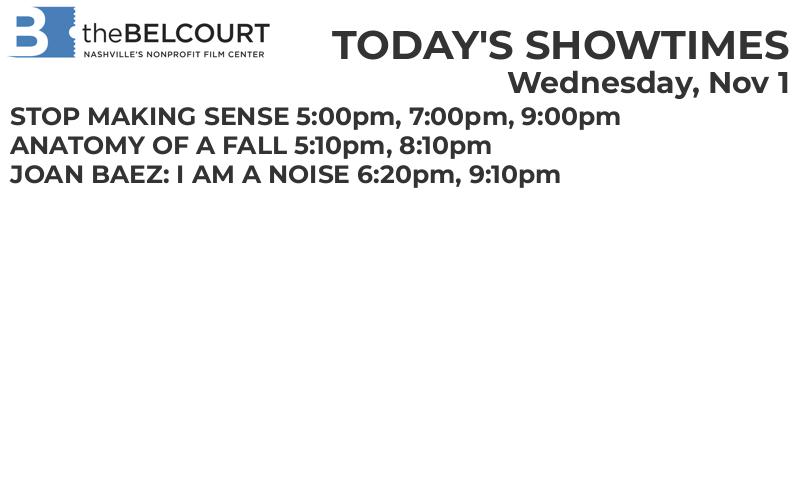 B theBELCOURT
NASHVILLE'S NONPROFIT FILM CENTER
TODAY'S SHOWTIMES
Wednesday, Nov 1
STOP MAKING SENSE 5:00pm, 7:00pm, 9:00pm
ANATOMY OF A FALL 5:10pm, 8:10pm
JOAN BAEZ: I AM A NOISE 6:20pm, 9:10pm